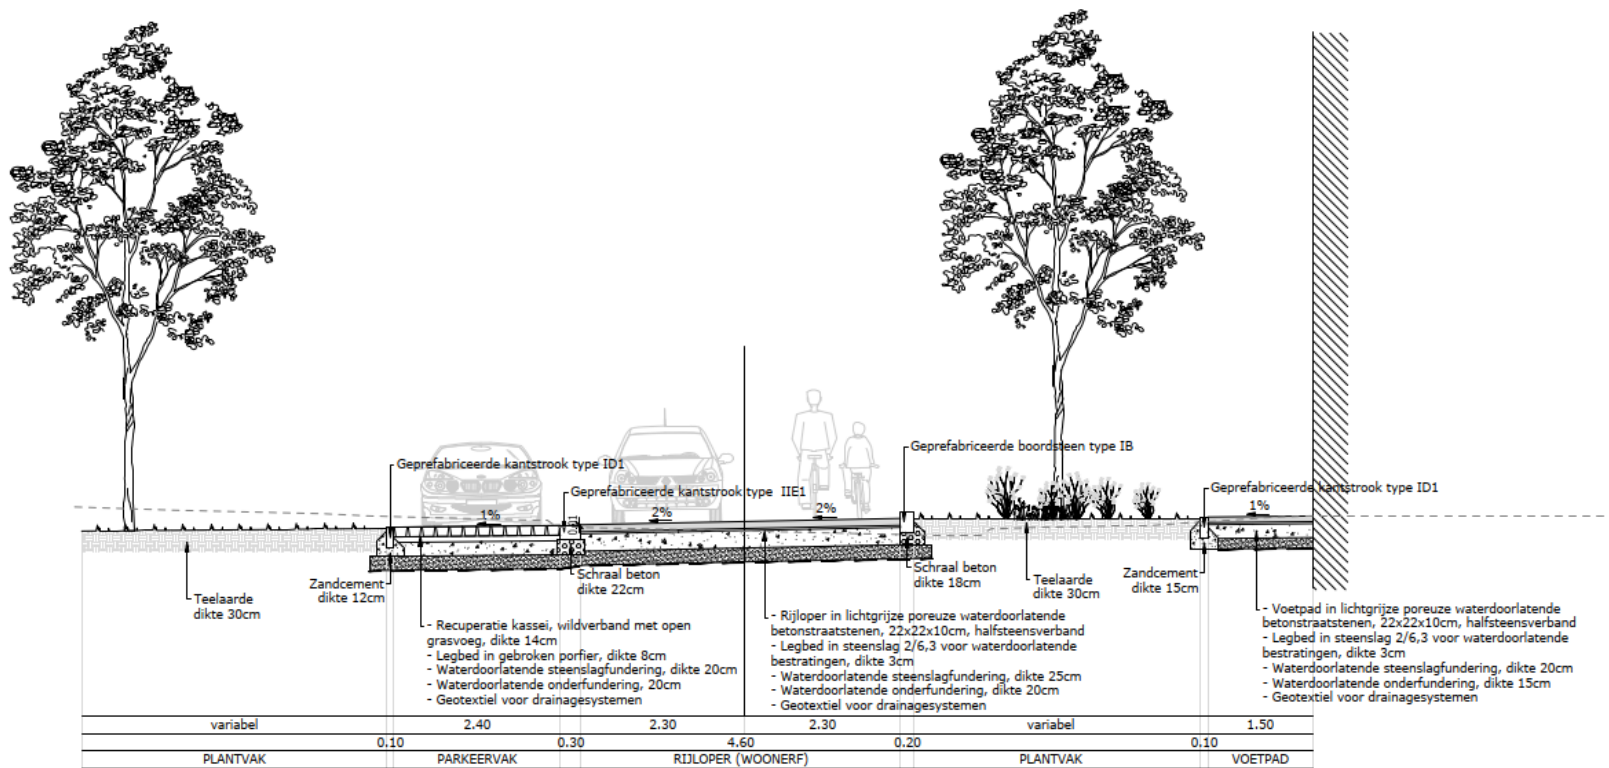 Geprefabriceerde boordsteen type IB
Geprefabriceerde kantstrook type ID1
Geprefabriceerde kantstrook type IIE1
Geprefabriceerde kantstrook type ID1
1%
2%
2%
1%
Teelaarde
dikte 30cm
Zandcement
dikte 12cm
Schraal beton
dikte 22cm
Schraal beton
dikte 18cm
Teelaarde
dikte 30cm
Zandcement
dikte 15cm
- Recuperatie kassei, wildverband met open
grasvoeg, dikte 14cm
- Legbed in gebroken porfier, dikte 8cm
- Waterdoorlatende steenslagfundering, dikte 20cm
- Waterdoorlatende onderfundering, 20cm
- Geotextiel voor drainagesystemen
- Rijloper in lichtgrijze poreuze waterdoorlatende
betonstraatstenen, 22x22x10cm, halfsteensverband
- Legbed in steenslag 2/6,3 voor waterdoorlatende
bestratingen, dikte 3cm
- Waterdoorlatende steenslagfundering, dikte 25cm
- Waterdoorlatende onderfundering, dikte 20cm
- Geotextiel voor drainagesystemen
- Voetpad in lichtgrijze poreuze waterdoorlatende
betonstraatstenen, 22x22x10cm, halfsteensverband
- Legbed in steenslag 2/6,3 voor waterdoorlatende
bestratingen, dikte 3cm
- Waterdoorlatende steenslagfundering, dikte 20cm
- Waterdoorlatende onderfundering, dikte 15cm
- Geotextiel voor drainagesystemen
variabel 2.40 2.30 2.30 variabel 1.50
0.10 0.30 4.60 0.20 0.10
PLANTVAK PARKEERVAK RIJLOPER (WOONERF) PLANTVAK VOETPAD